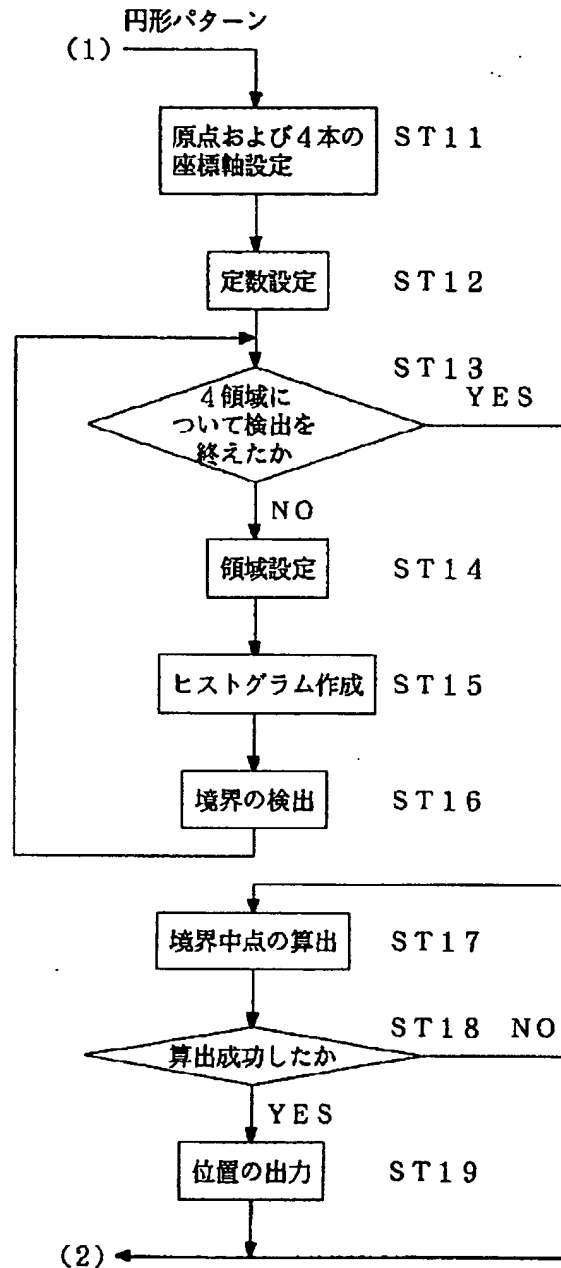 円形パターン
(1)
原点および4本の
座標軸設定
ST11
定数設定
ST12
ST13
4領域に
ついて検出を
終えたか
YES
NO
領域設定
ST14
ヒストグラム作成
ST15
境界の検出
ST16
境界中点の算出
ST17
ST18 NO
算出成功したか
YES
位置の出力
ST19
(2)